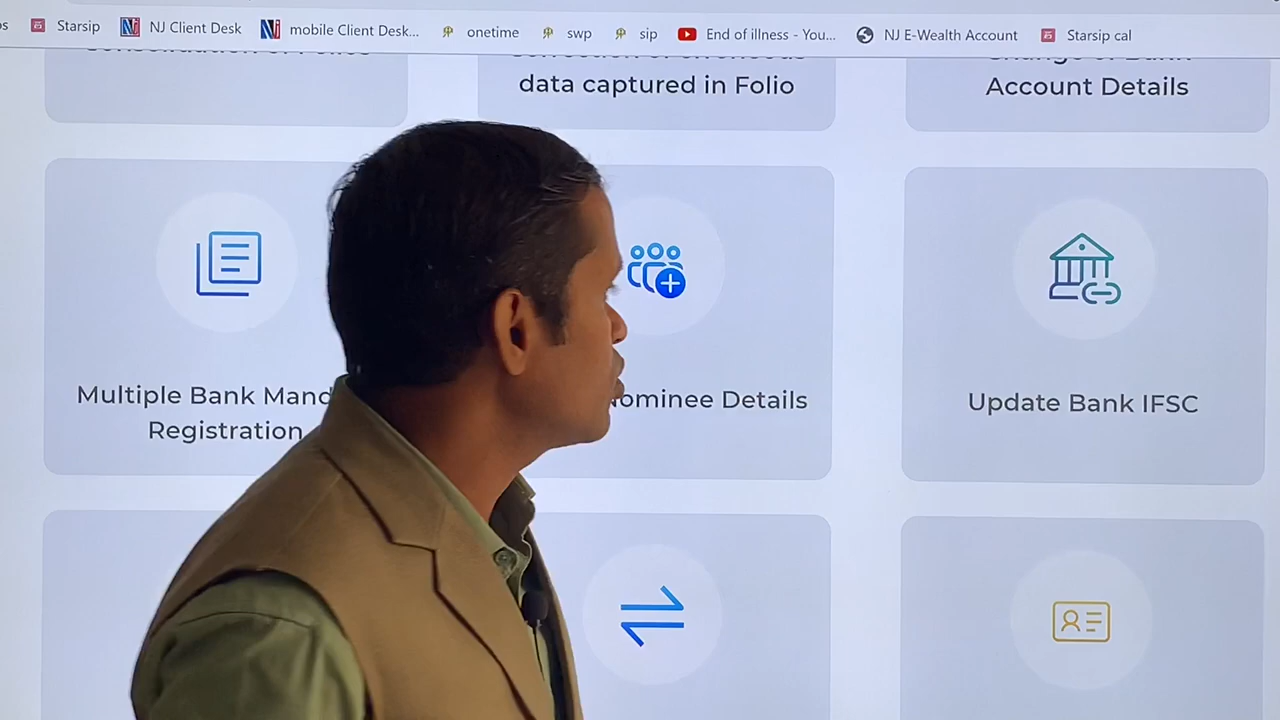 Starsip
NJ Client Desk
mobile Client Desk...
onetime
swp
sip
End of illness - You...
NJ E-Wealth Account
Starsip cal
data captured in Folio
Account Details
Multiple Bank Mand
Registration
ominee Details
Update Bank IFSC